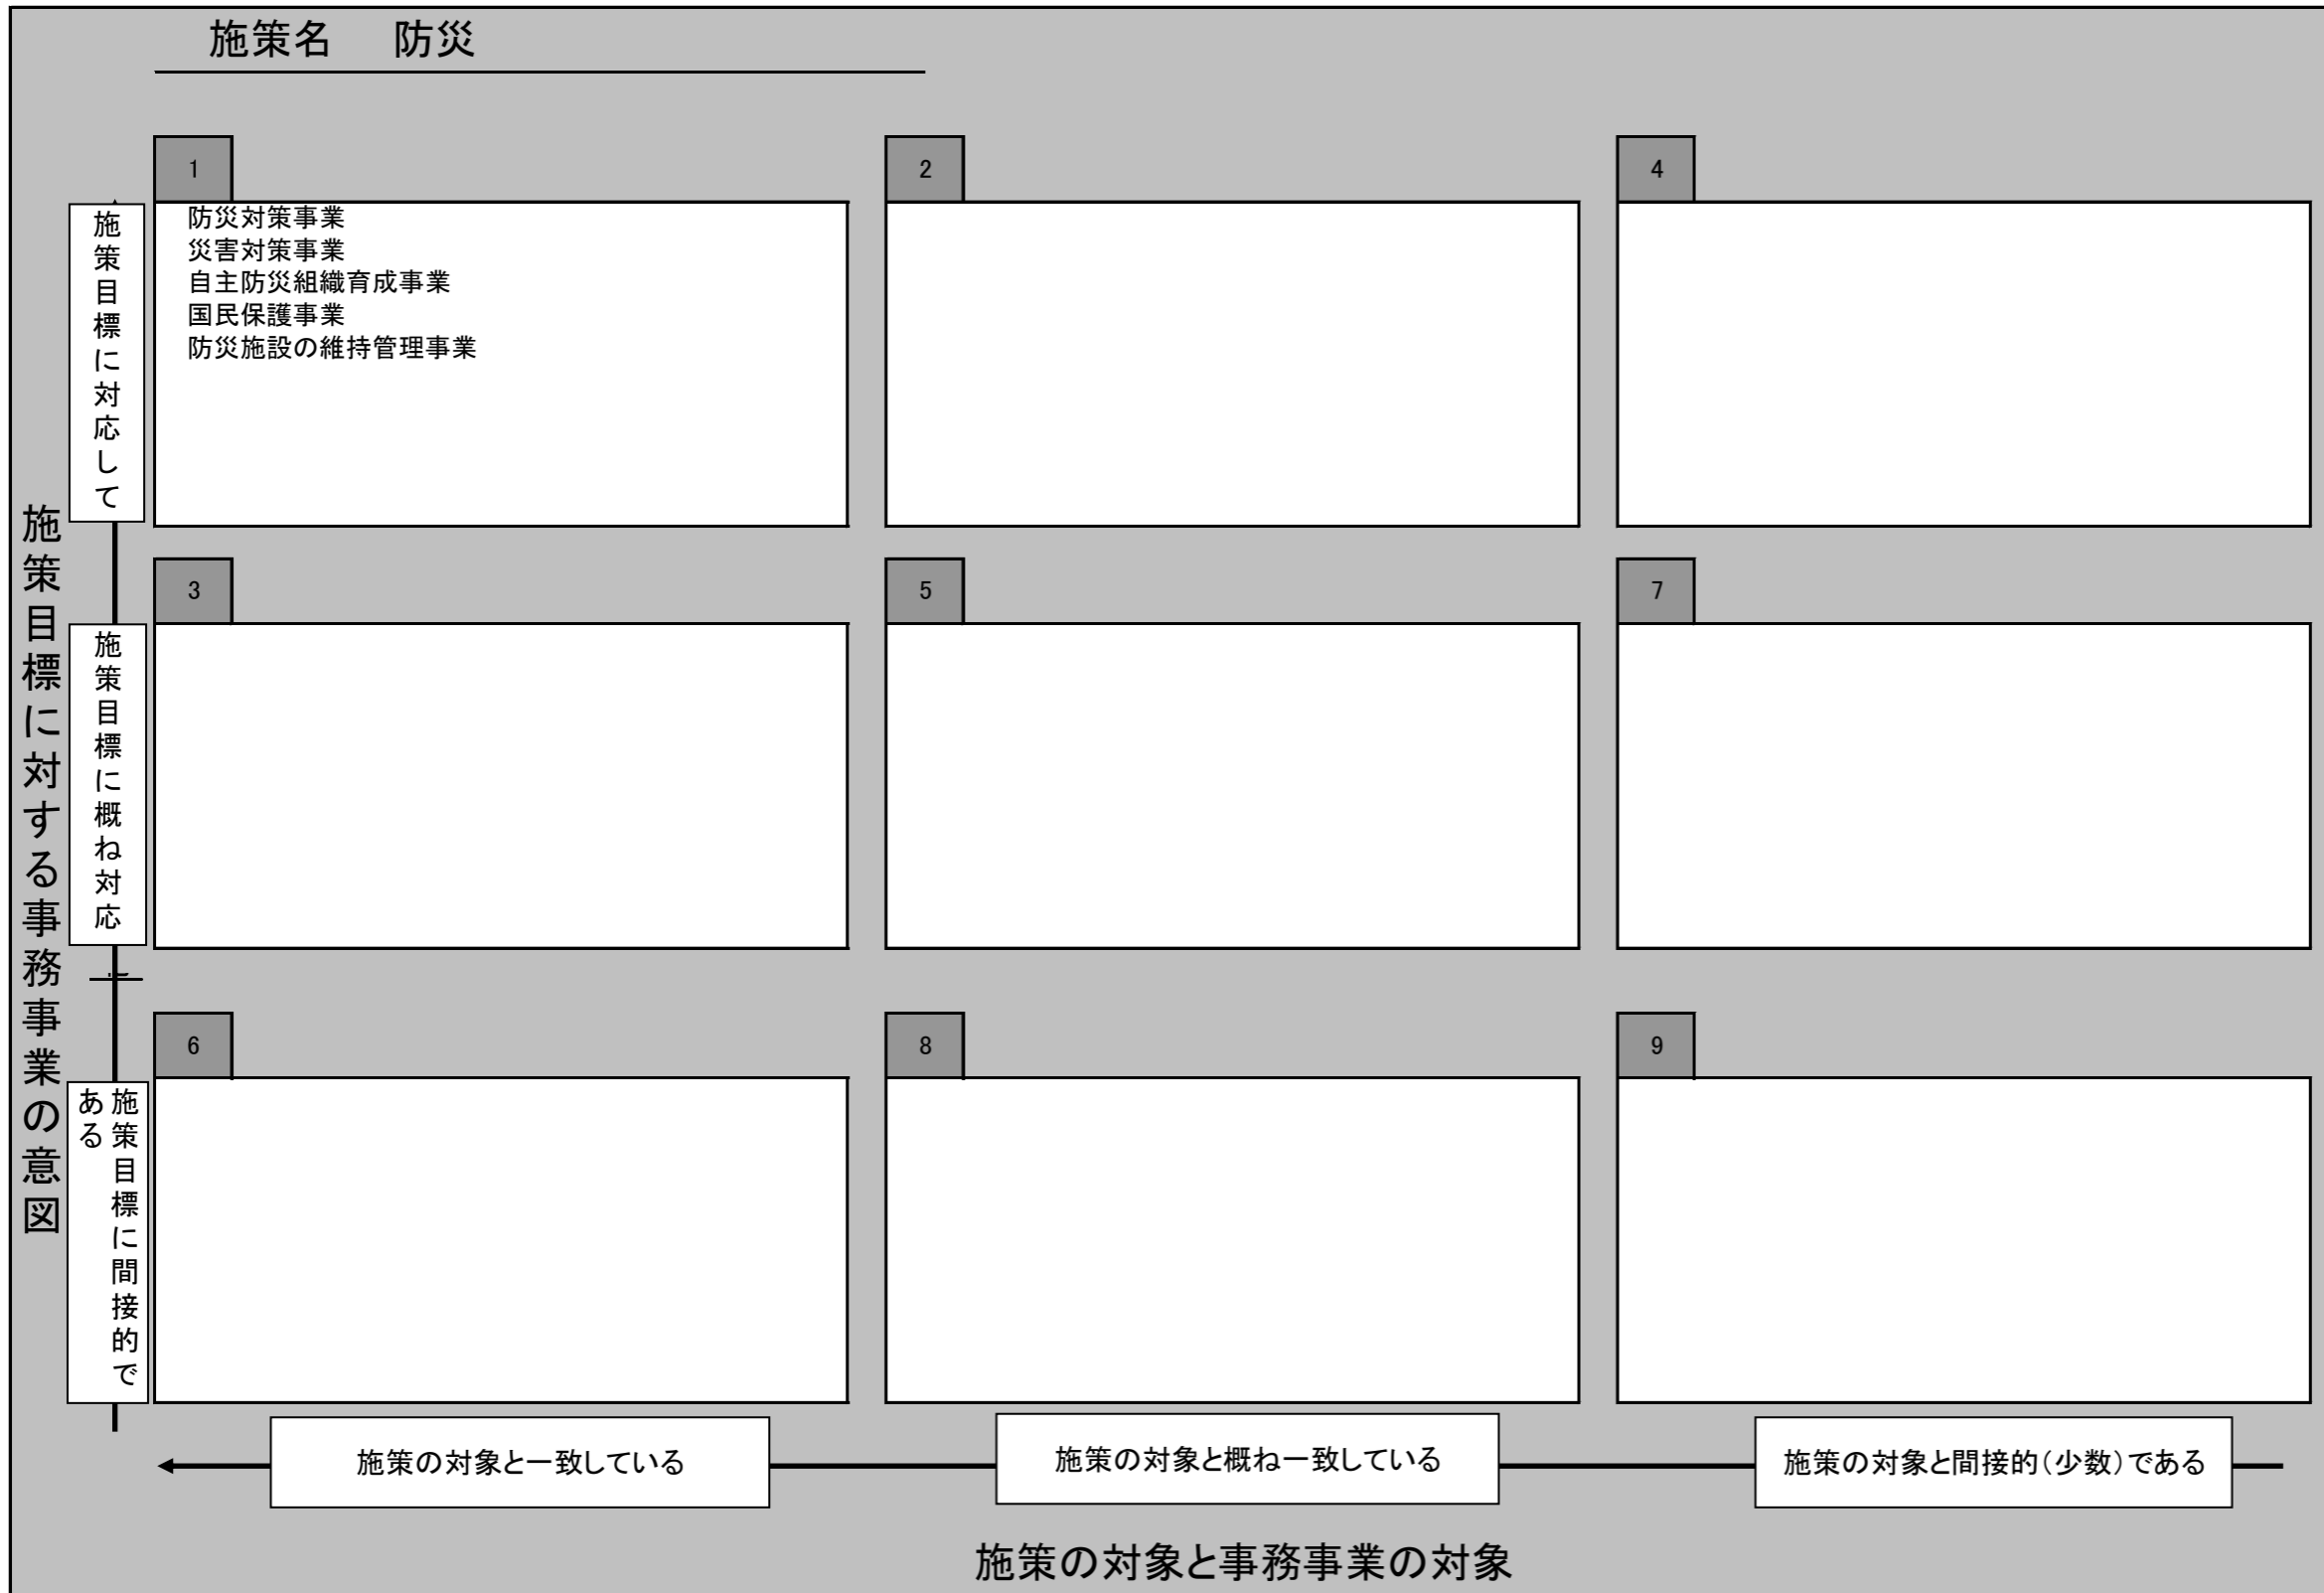 施策名 防災
1
2
4
防災対策事業
災害対策事業
自主防災組織育成事業
国民保護事業
防災施設の維持管理事業
施策目標に対応して
3
5
7
施策目標に概ね対応
6
8
9
施策目標に間接的で
ある
施策目標に対する事務事業の意図
施策の対象と一致している
施策の対象と概ね一致している
施策の対象と間接的(少数)である
施策の対象と事務事業の対象